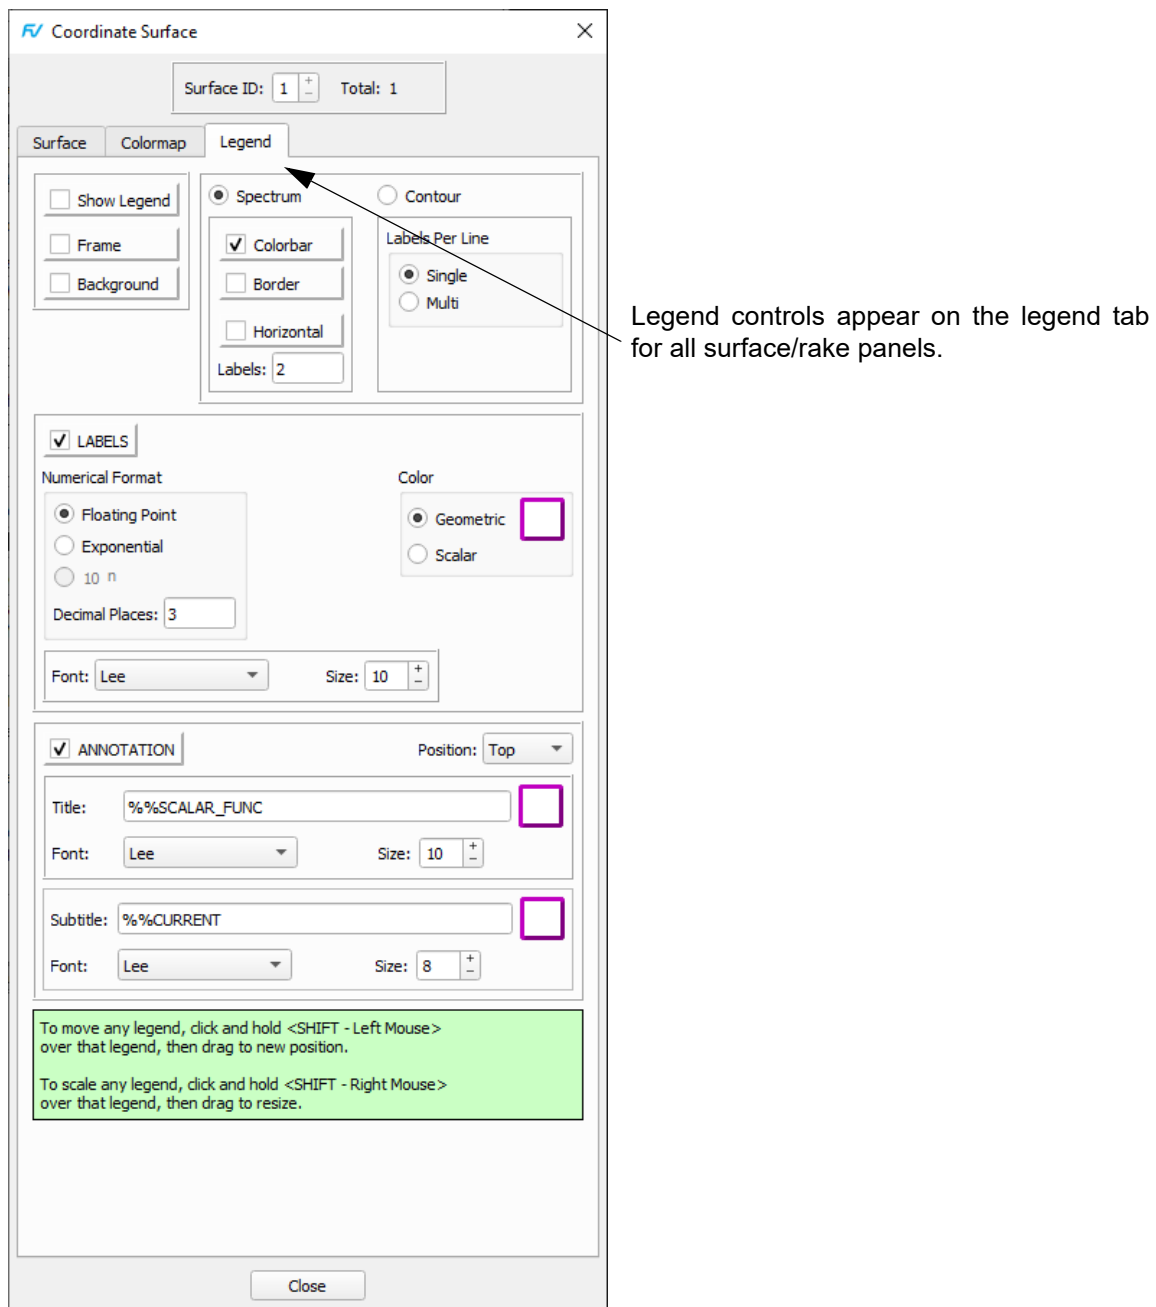 FV Coordinate Surface
Surface ID: 1 Total: 1
Surface Colormap Legend
Show Legend
Frame
Background
Spectrum
Colorbar
Border
Horizontal
Labels: 2
Contour
Labels Per Line
Single
Multi
Legend controls appear on the legend tab
for all surface/rake panels.
LABELS
Numerical Format
Floating Point
Exponential
10 n
Decimal Places: 3
Color
Geometric
Scalar
Font: Lee Size: 10
ANNOTATION Position: Top
Title: %%SCALAR_FUNC
Font: Lee Size: 10
Subtitle: %%CURRENT
Font: Lee Size: 8
To move any legend, click and hold <SHIFT - Left Mouse>
over that legend, then drag to new position.
To scale any legend, click and hold <SHIFT - Right Mouse>
over that legend, then drag to resize.
Close